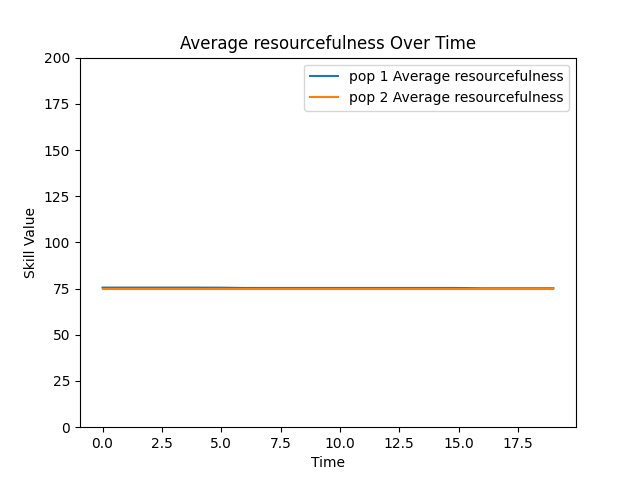 Average resourcefulness Over Time
pop 1 Average resourcefulness
pop 2 Average resourcefulness
Skill Value
200
175
150
125
100
75
50
25
0
0.0 2.5 5.0 7.5 10.0 12.5 15.0 17.5
Time